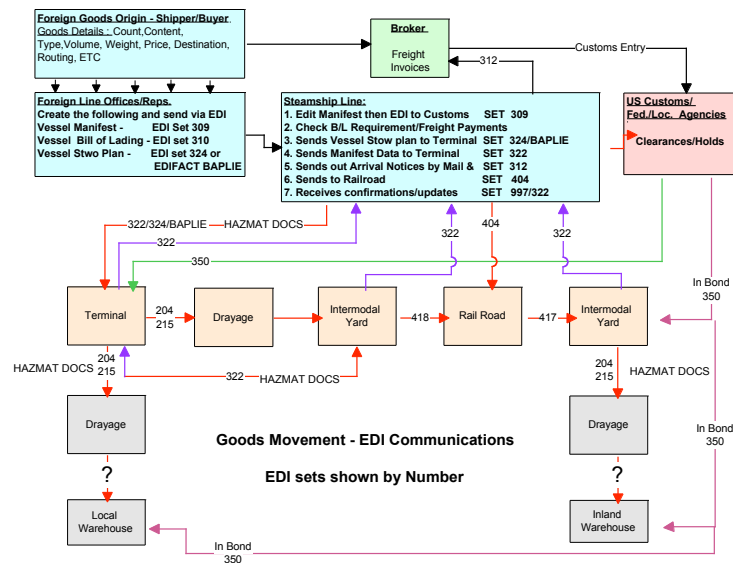 Foreign Goods Origin - Shipper/Buyer
Goods Details : Count,Content,
Type,Volume, Weight, Price, Destination,
Routing, ETC
Broker
Freight
Invoices
Customs Entry
312
Foreign Line Offices/Reps.
Create the following and send via EDI
Vessel Manifest - EDI Set 309
Vessel Bill of Lading - EDI set 310
Vessel Stwo Plan - EDI set 324 or
EDIFACT BAPLIE
Steamship Line:
1. Edit Manifest then EDI to Customs SET 309
2. Check B/L Requirement/Freight Payments
3. Sends Vessel Stow plan to Terminal SET 324/BAPLIE
4. Sends Manifest Data to Terminal SET 322
5. Sends out Arrival Notices by Mail & SET 312
6. Sends to Railroad SET 404
7. Receives confirmations/updates SET 997/322
US Customs/
Fed./Loc. Agencies
Clearances/Holds
322/324/BAPLIE HAZMAT DOCS
322
322
404
322
350
In Bond
350
Terminal
204
215
Drayage
Intermodal
Yard
418
Rail Road
417
Intermodal
Yard
204
215
HAZMAT DOCS
322
HAZMAT DOCS
204
215
HAZMAT DOCS
Drayage
Drayage
In Bond
350
Goods Movement - EDI Communications
EDI sets shown by Number
?
?
Local
Warehouse
Inland
Warehouse
In Bond
350